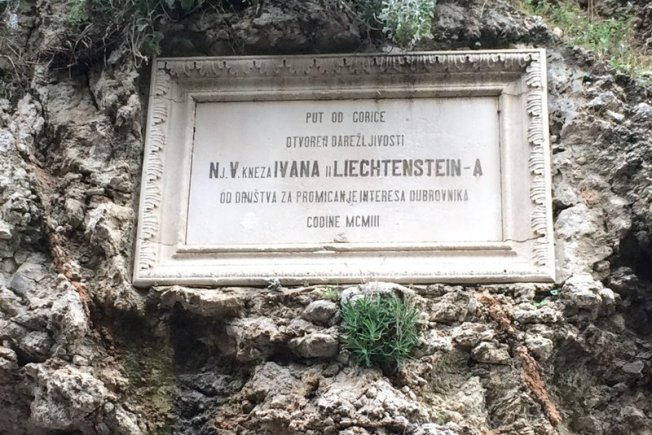 PUT OD GORICE
OTVOREN DAREŽLJIVOSTI
NJ. V. KNEZA IVANA II LIECHTENSTEIN-A
OD DRUŠTVA ZA PROMICANJE INTERESA DUBROVNIKA
GODINE MCMIII